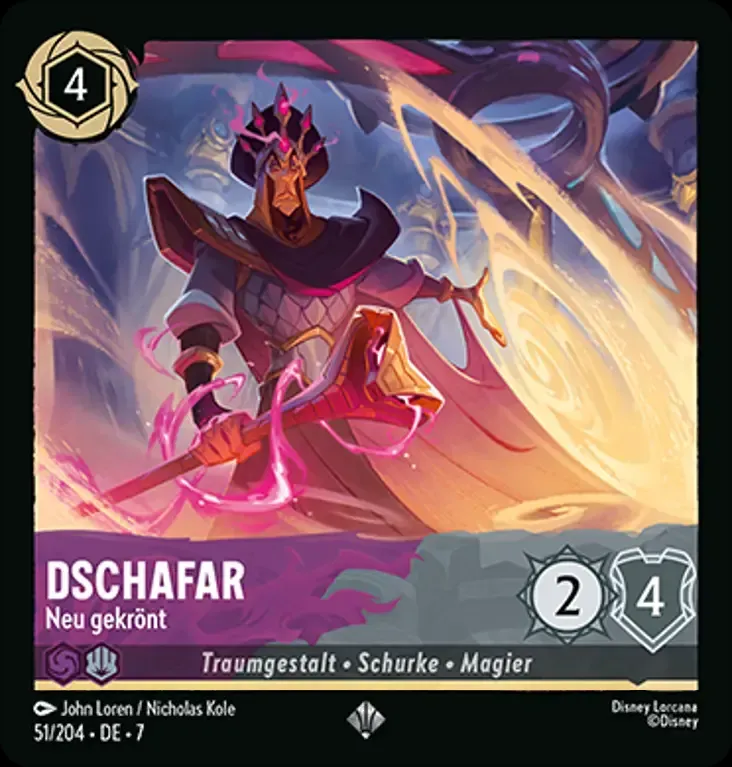 4
DSCHAFAR
Neu gekrönt
2
4
Traumgestalt • Schurke • Magier
John Loren / Nicholas Kole
51/204 • DE • 7
Disney Lorcana
©Disney